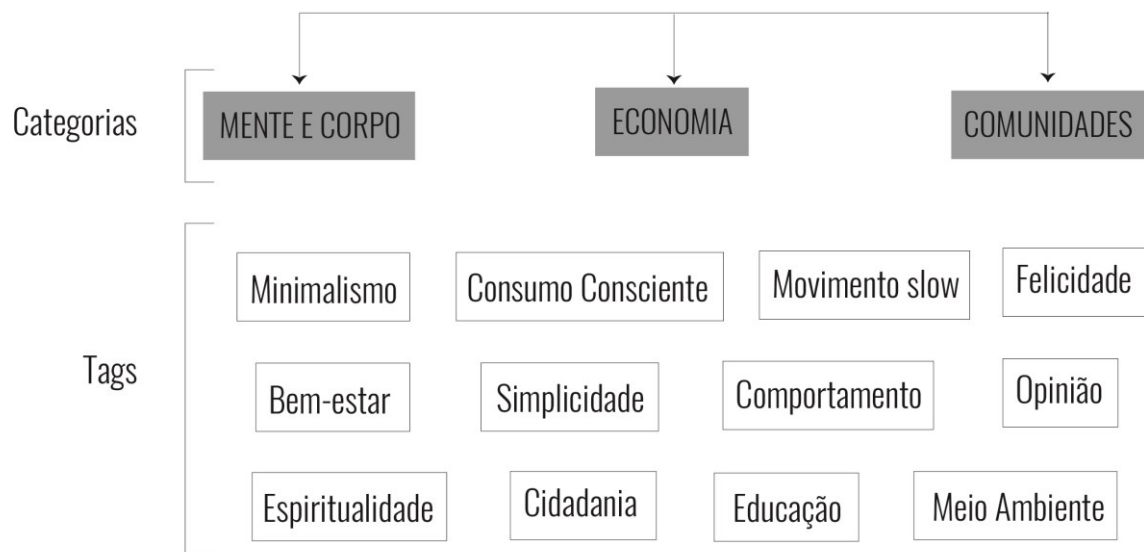 Categorias
MENTE E CORPO
ECONOMIA
COMUNIDADES
Tags
Minimalismo
Consumo Consciente
Movimento slow
Felicidade
Bem-estar
Simplicidade
Comportamento
Opinião
Espiritualidade
Cidadania
Educação
Meio Ambiente